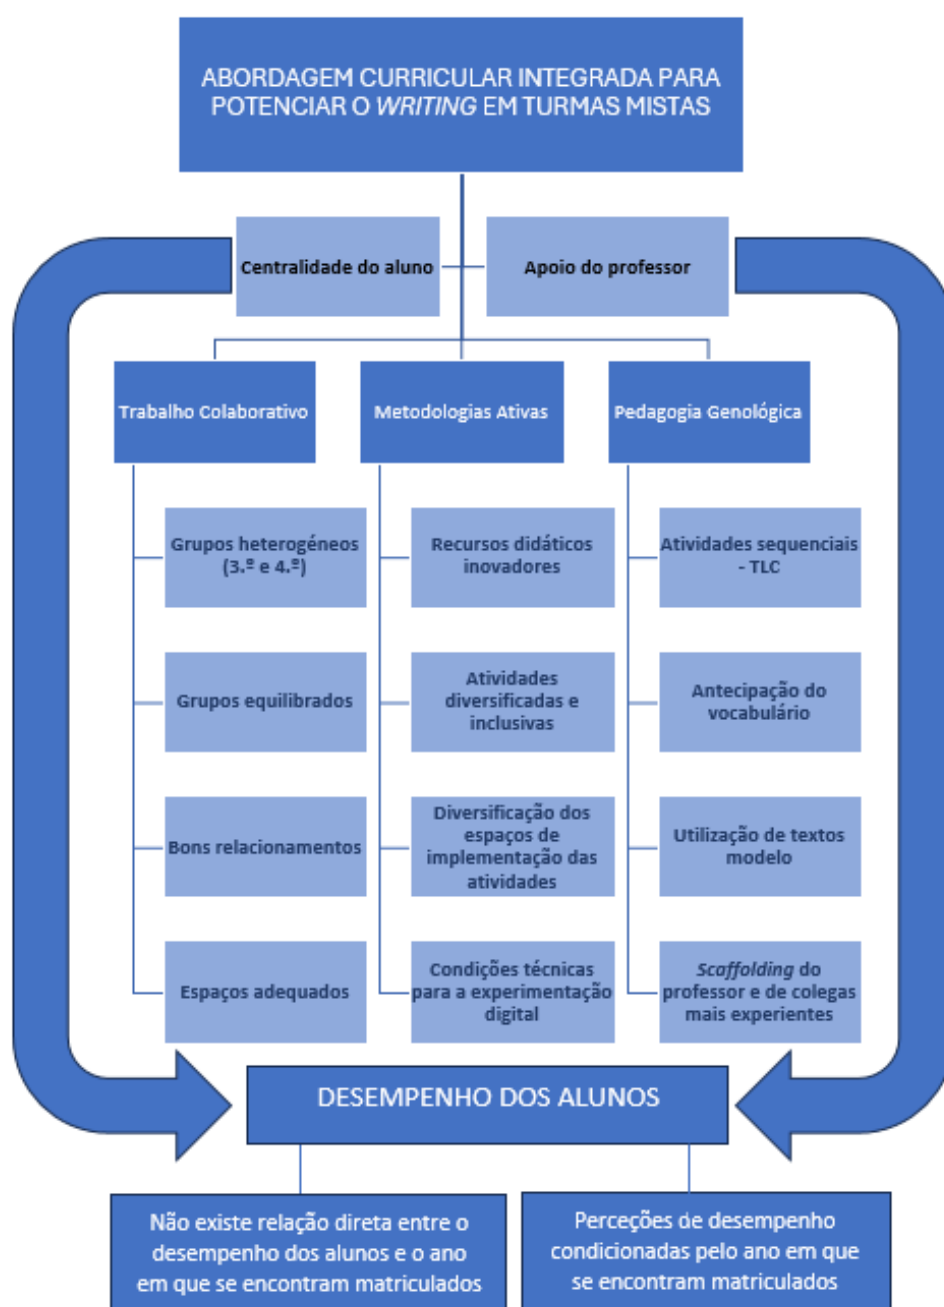 ABORDAGEM CURRICULAR INTEGRADA PARA
POTENCIAR O WRITING EM TURMAS MISTAS
Centralidade do aluno
Apoio do professor
Trabalho Colaborativo
Metodologias Ativas
Pedagogia Genológica
Grupos heterogéneos
(3.º e 4.º)
Recursos didáticos
inovadores
Atividades sequenciais
- TLC
Grupos equilibrados
Atividades
diversificadas e
inclusivas
Antecipação do
vocabulário
Bons relacionamentos
Diversificação dos
espaços de
implementação das
atividades
Utilização de textos
modelo
Espaços adequados
Condições técnicas
para a experimentação
digital
Scaffolding do
professor e de colegas
mais experientes
DESEMPENHO DOS ALUNOS
Não existe relação direta entre o
desempenho dos alunos e o ano
em que se encontram matriculados
Perceções de desempenho
condicionadas pelo ano em que
se encontram matriculados